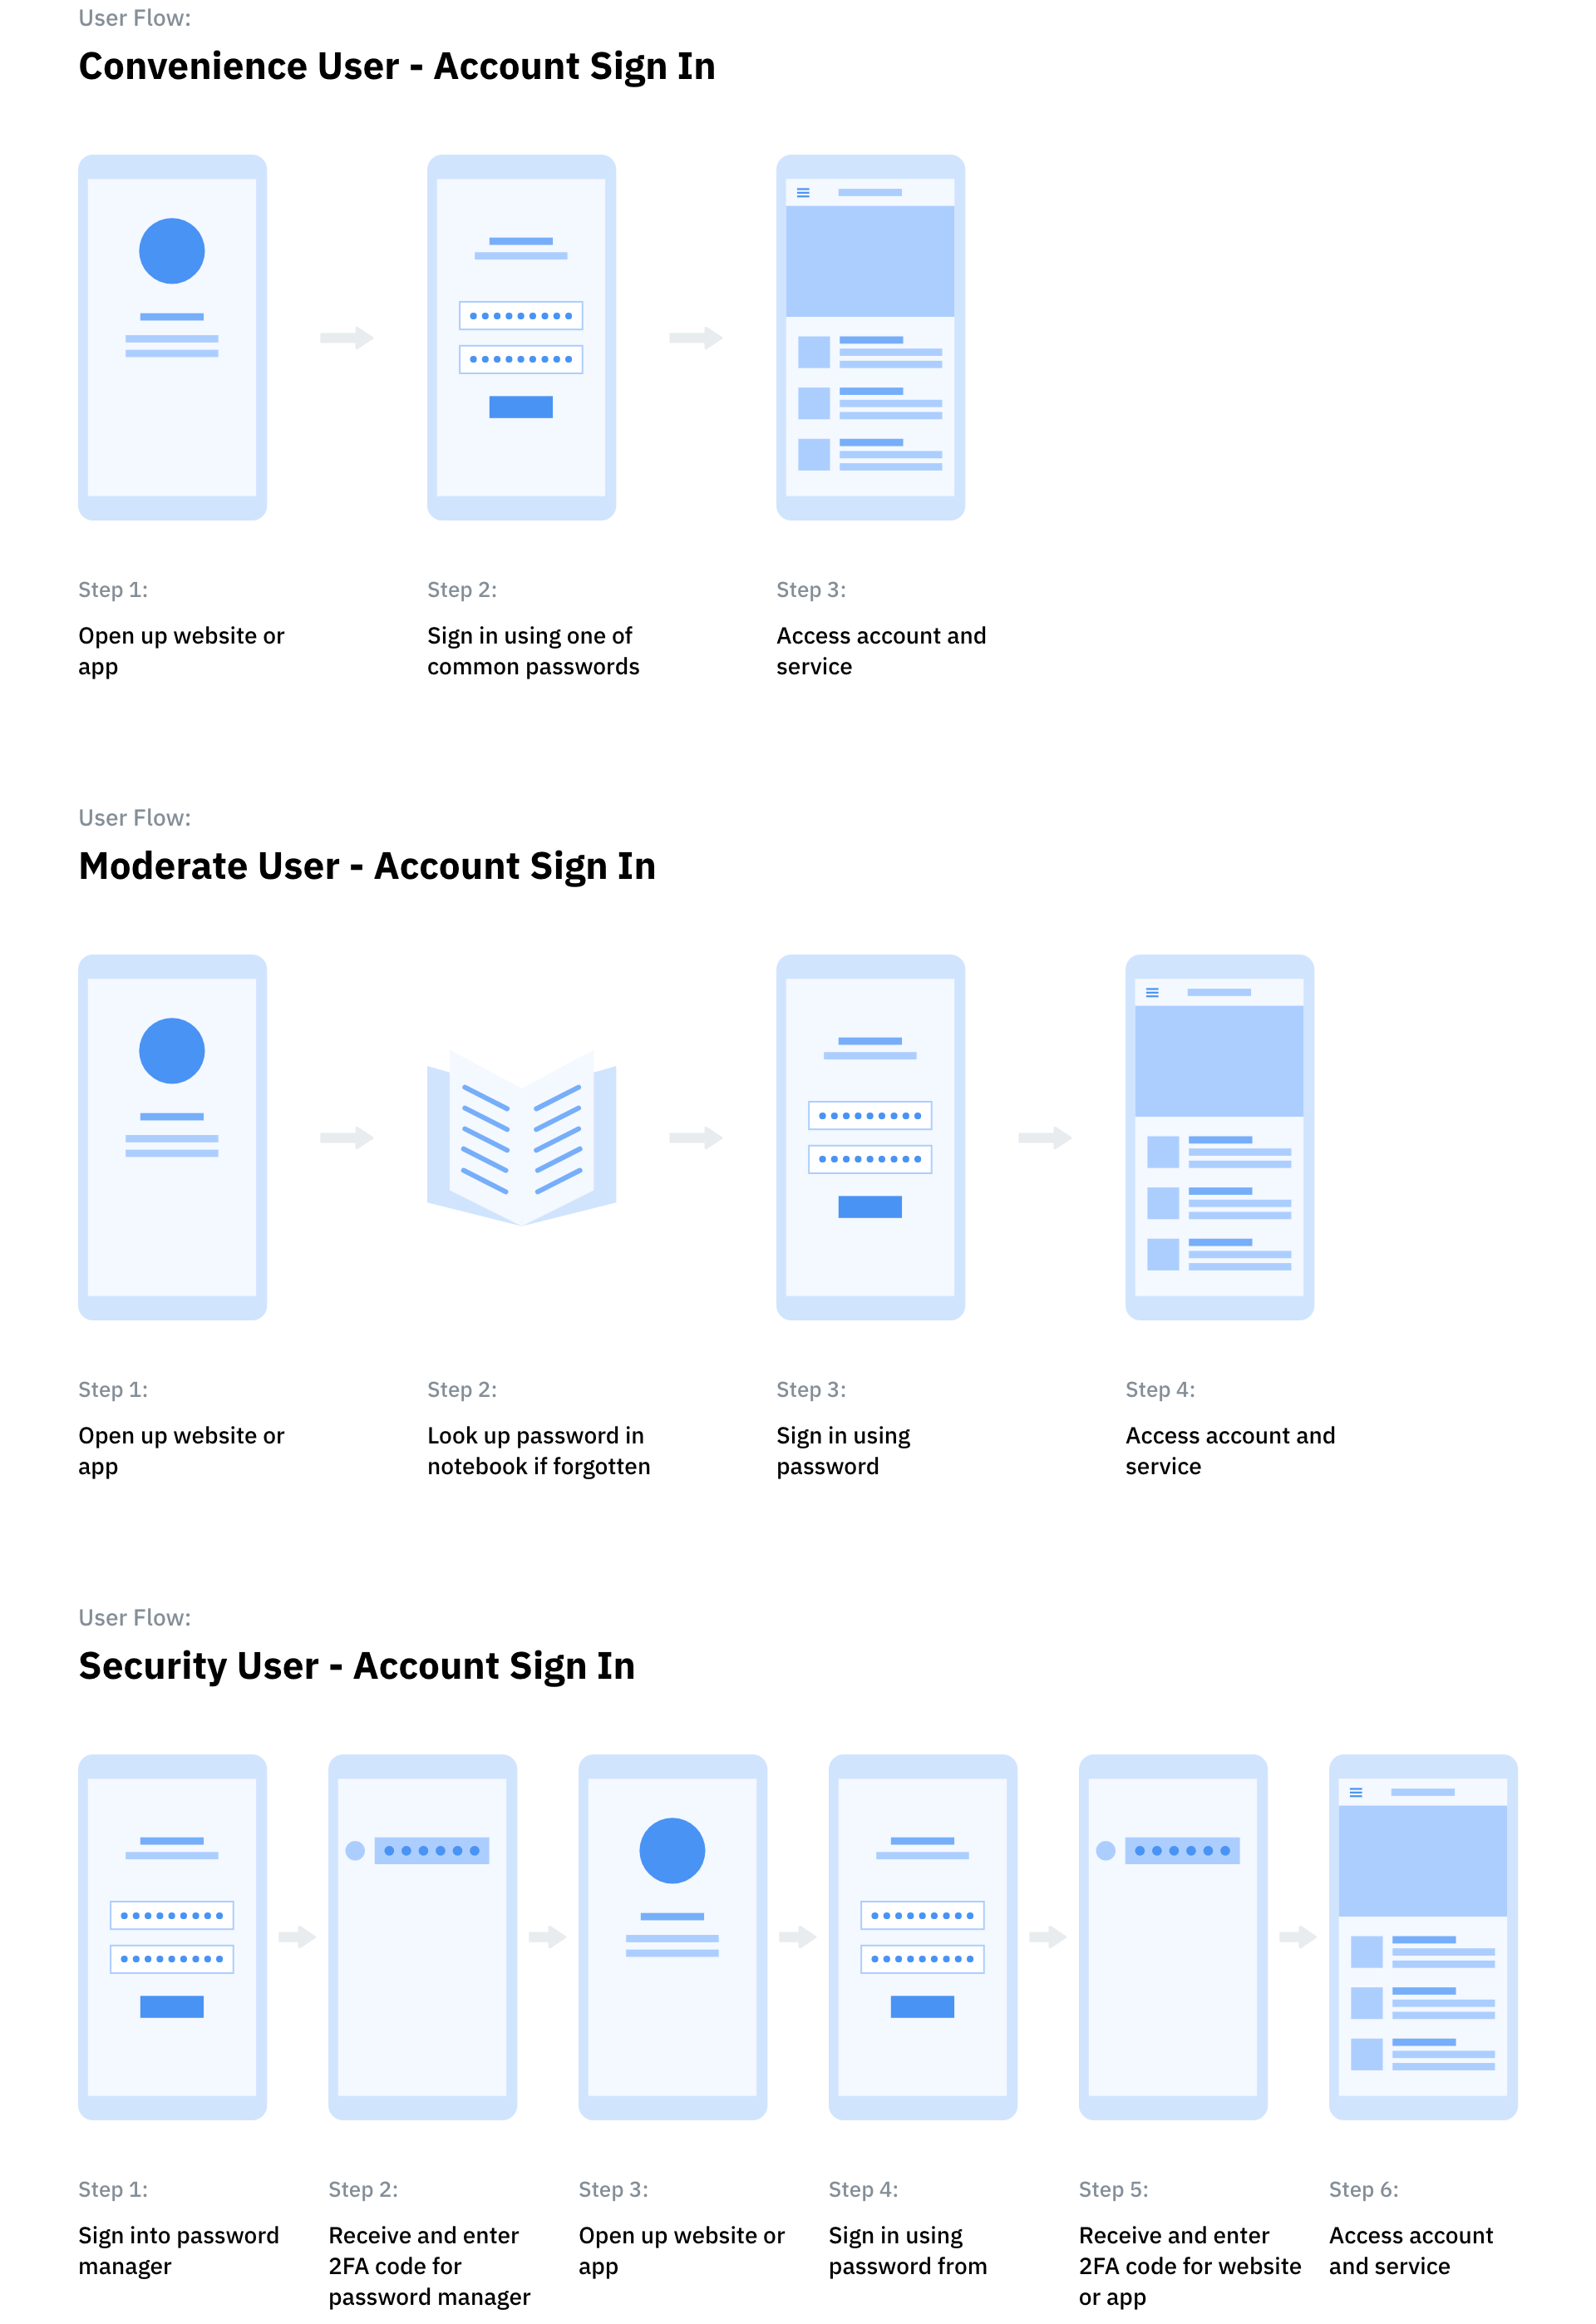 User Flow:
Convenience User - Account Sign In
Step 1:
Step 2:
Step 3:
Open up website or
app
Sign in using one of
common passwords
Access account and
service
User Flow:
Moderate User - Account Sign In
Step 1:
Step 2:
Step 3:
Step 4:
Open up website or
app
Look up password in
notebook if forgotten
Sign in using
password
Access account and
service
User Flow:
Security User - Account Sign In
Step 1:
Step 2:
Step 3:
Step 4:
Step 5:
Step 6:
Sign into password
manager
Receive and enter
2FA code for
password manager
Open up website or
app
Sign in using
password from
Receive and enter
2FA code for website
or app
Access account
and service